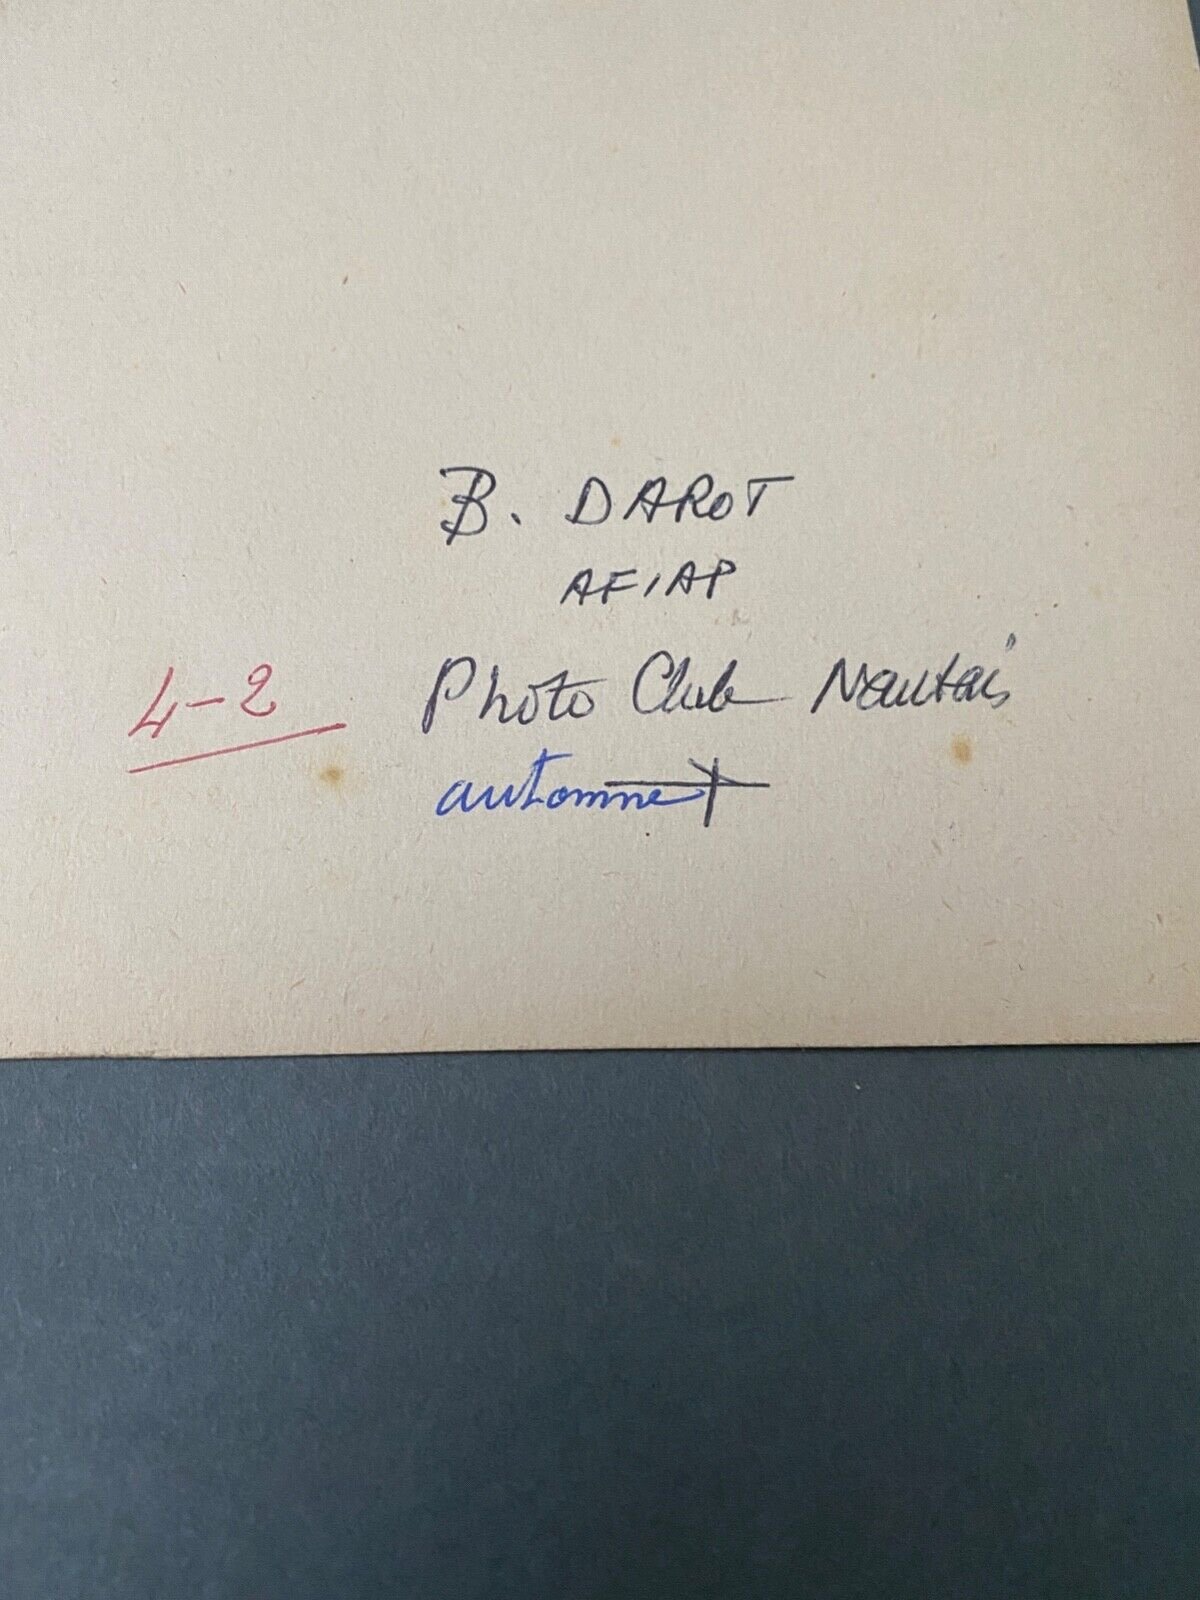 B. DAROT
AFIAP
4-2
Photo Club Nantais
automne